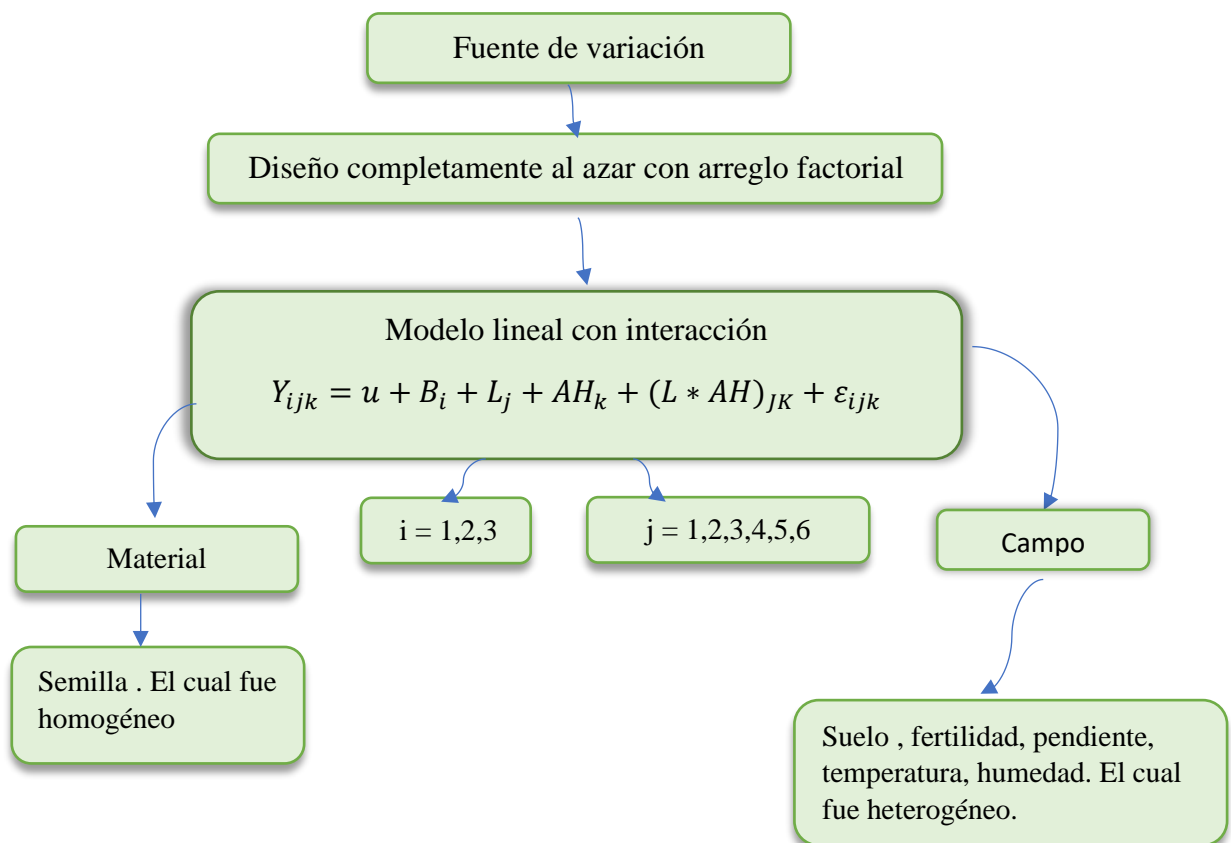 Fuente de variación
Diseño completamente al azar con arreglo factorial
Modelo lineal con interacción
Y_{ijk} = u + B_i + L_j + AH_k + (L * AH)_{JK} + ε_{ijk}
i = 1,2,3
j = 1,2,3,4,5,6
Material
Campo
Semilla . El cual fue
homogéneo
Suelo , fertilidad, pendiente,
temperatura, humedad. El cual
fue heterogéneo.